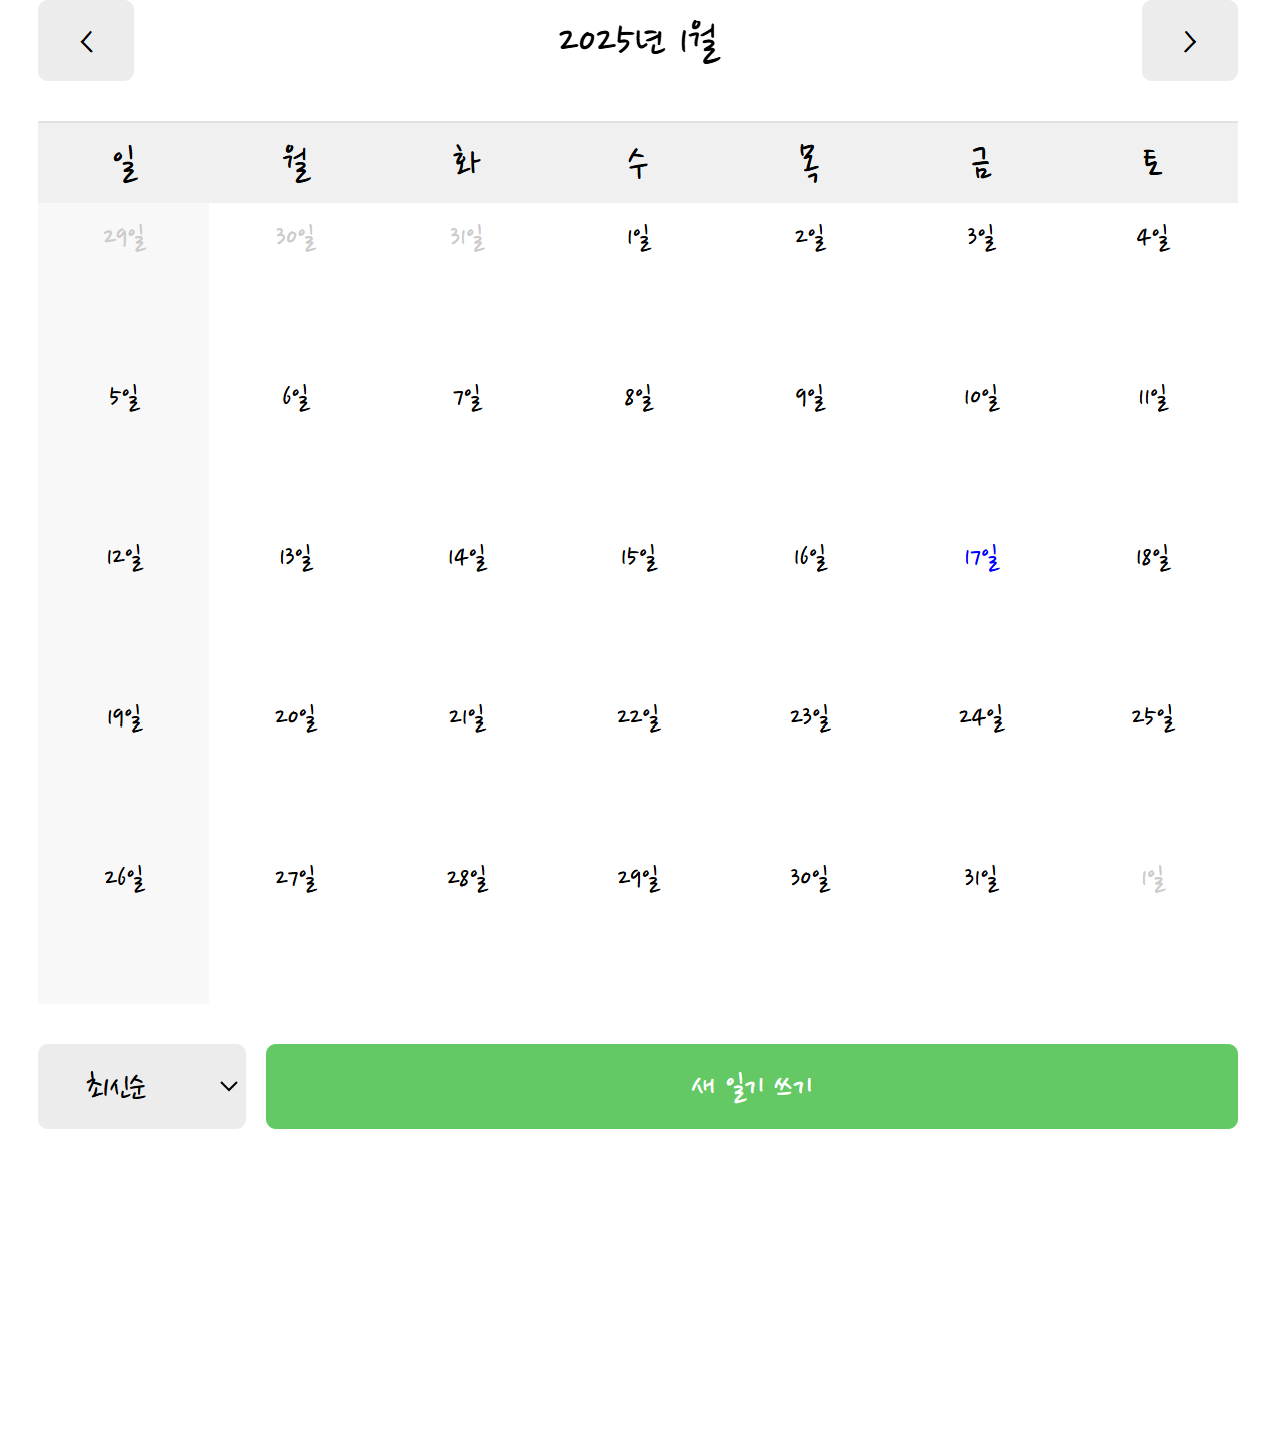 2025년 1월
일 월 화 수 목 금 토
29일 30일 31일 1일 2일 3일 4일
5일 6일 7일 8일 9일 10일 11일
12일 13일 14일 15일 16일 17일 18일
19일 20일 21일 22일 23일 24일 25일
26일 27일 28일 29일 30일 31일 1일
최신순 새 일기 쓰기